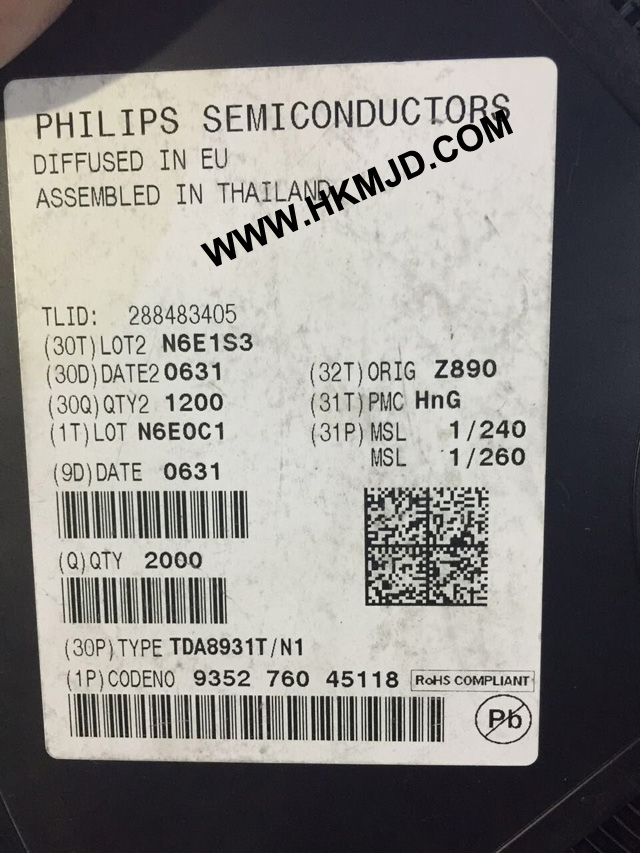 PHILIPS SEMICONDUCTORS
DIFFUSED IN EU
ASSEMBLED IN THAILAND
WWW.HKMJD.COM
TLID: 288483405
(30T)LOT2 N6E1S3
(30D)DATE2 0631 (32T)ORIG Z890
(30Q)QTY2 1200 (31T)PMC HnG
(1T)LOT N6E0C1 (31P)MSL 1/240
MSL 1/260
(9D)DATE 0631
(Q)QTY 2000
(30P)TYPE TDA8931T/N1
(1P)CODENO 9352 760 45118 RoHS COMPLIANT
Pb